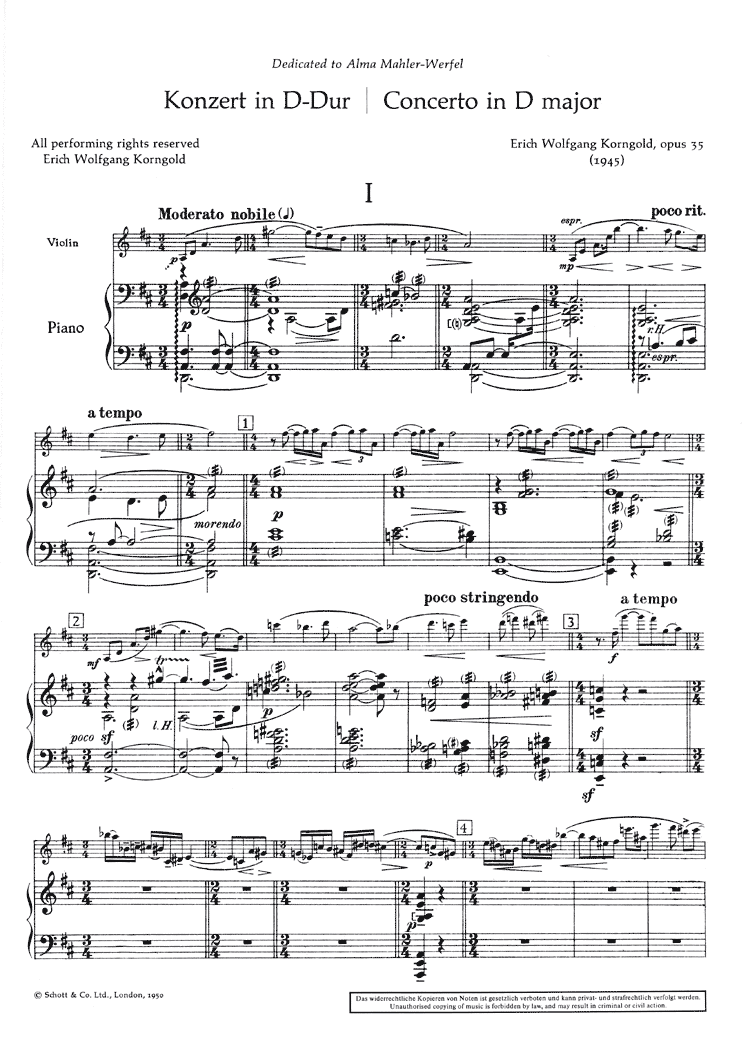 Dedicated to Alma Mahler-Werfel
Konzert in D-Dur | Concerto in D major
All performing rights reserved
Erich Wolfgang Korngold
Erich Wolfgang Korngold, opus 35
(1945)
I
Moderato nobile (♩)
espr.
poco rit.
Violin
p
mp
Piano
p
r.H.
espr.
a tempo
1
morendo
p
3
3
poco stringendo
2
3
a tempo
mf
tr
f
poco sf
l.H.
p
p
sf
sf
4
p
© Schott & Co. Ltd., London, 1950
Das widerrechtliche Kopieren von Noten ist gesetzlich verboten und kann privat- und strafrechtlich verfolgt werden.
Unauthorised copying of music is forbidden by law, and may result in criminal or civil action.